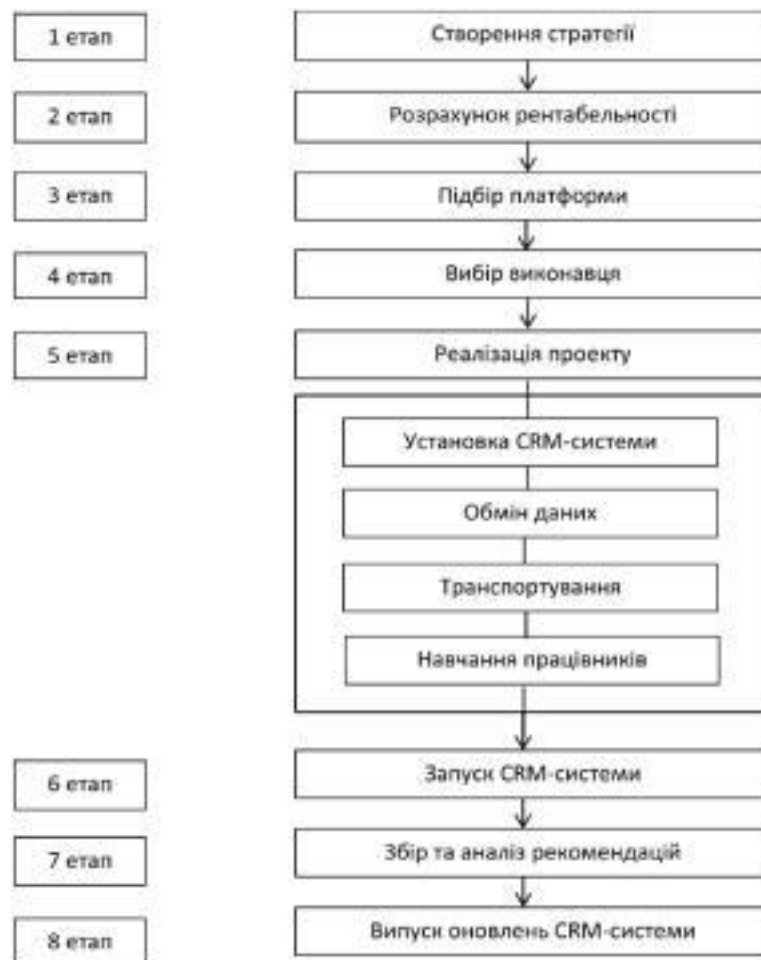 1 етап
Створення стратегії
2 етап
Розрахунок рентабельності
3 етап
Підбір платформи
4 етап
Вибір виконавця
5 етап
Реалізація проекту
Установка CRM-системи
Обмін даних
Транспортування
Навчання працівників
6 етап
Запуск CRM-системи
7 етап
Збір та аналіз рекомендацій
8 етап
Випуск оновлень CRM-системи